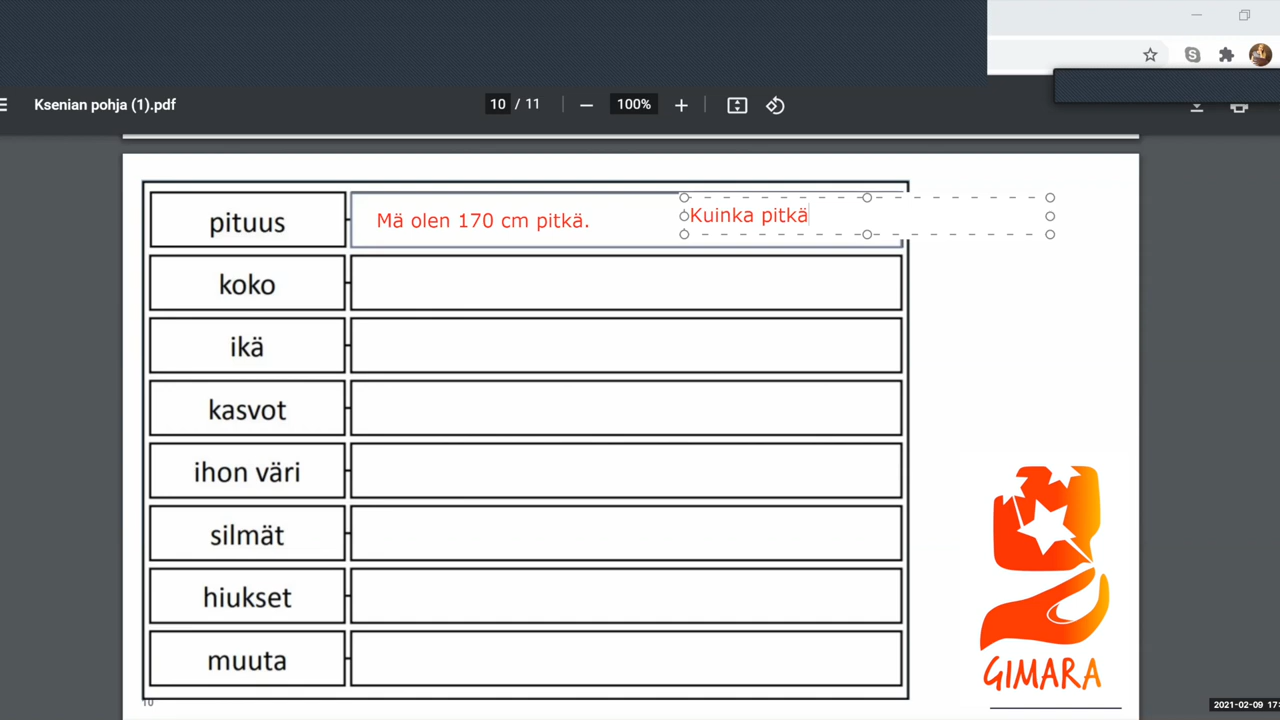 Ksenian pohja (1).pdf
10 / 11
100%
pituus
Mä olen 170 cm pitkä.
Kuinka pitkä
koko
ikä
kasvot
ihon väri
silmät
hiukset
muuta
10
GIMARA
2021-02-09 17: